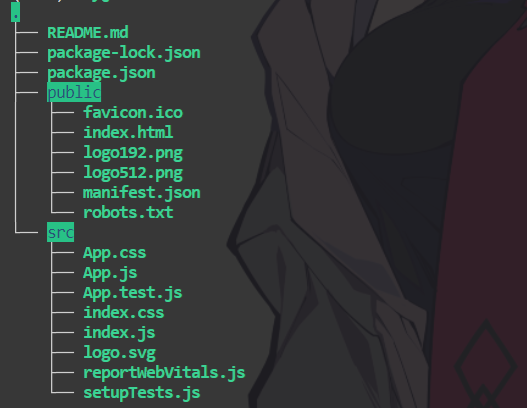 .
├── README.md
├── package-lock.json
├── package.json
├── public
│   ├── favicon.ico
│   ├── index.html
│   ├── logo192.png
│   ├── logo512.png
│   ├── manifest.json
│   └── robots.txt
└── src
    ├── App.css
    ├── App.js
    ├── App.test.js
    ├── index.css
    ├── index.js
    ├── logo.svg
    ├── reportWebVitals.js
    └── setupTests.js